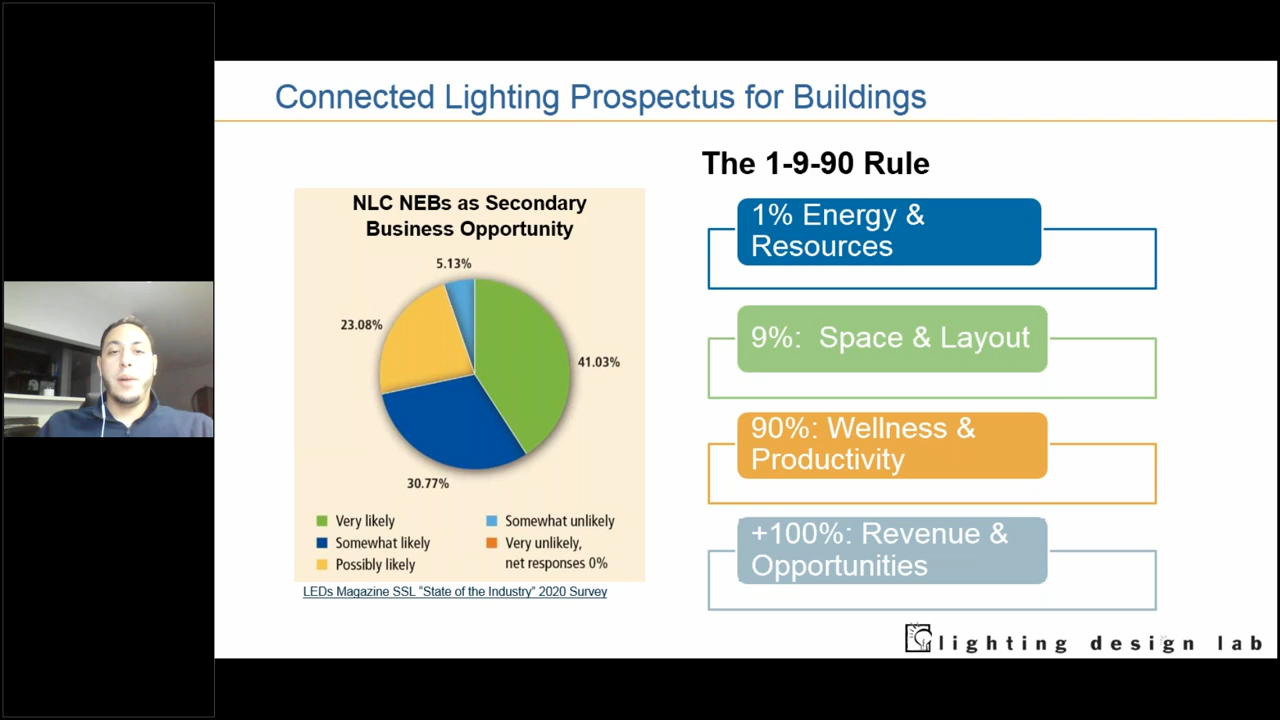 Connected Lighting Prospectus for Buildings
The 1-9-90 Rule
NLC NEBs as Secondary
Business Opportunity
5.13%
23.08%
41.03%
30.77%
Very likely
Somewhat likely
Possibly likely
Somewhat unlikely
Very unlikely,
net responses 0%
LEDs Magazine SSL "State of the Industry" 2020 Survey
1% Energy &
Resources
9%: Space & Layout
90%: Wellness &
Productivity
+100%: Revenue &
Opportunities
lighting design lab